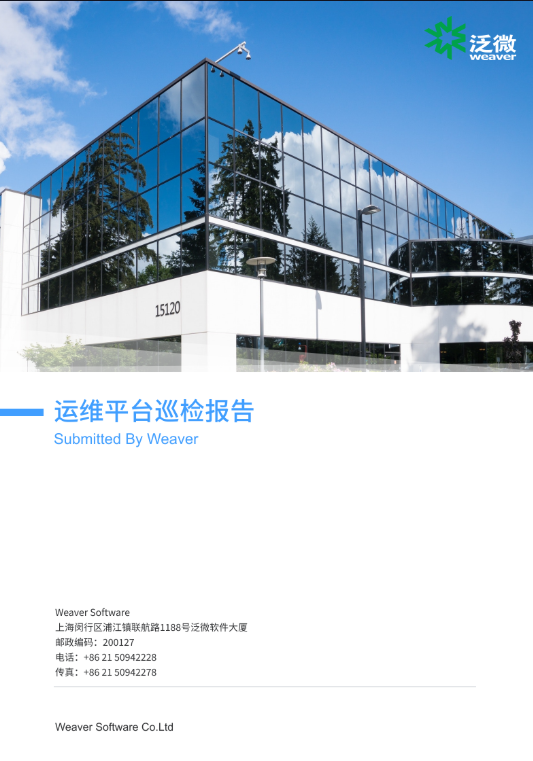 泛微
weaver
15120
运维平台巡检报告
Submitted By Weaver
Weaver Software
上海闵行区浦江镇联航路1188号泛微软件大厦
邮政编码：200127
电话：+86 21 50942228
传真：+86 21 50942278
Weaver Software Co.Ltd